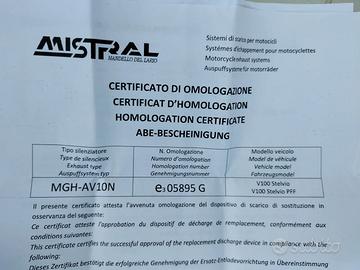 MISTRAL
MANDELLO DEL LARIO
Sistemi di scarico per motocicli
Systèmes d'échappement pour motocyclettes
Motorcycle exhaust systems
Auspuffsysteme für motorräder
CERTIFICATO DI OMOLOGAZIONE
CERTIFICAT D'HOMOLOGATION
HOMOLOGATION CERTIFICATE
ABE-BESCHEINIGUNG
Tipo silenziatore N. Omologazione Modello veicolo
Type de silencieux Numéro d'omologation Model de véhicule
Exhaust type Homologation number Vehicle model
Auspuffsystem typ Genehmigungsnummer Fahrzeugmodel
MGH-AV10N e3 05895 G V100 Stelvio
V100 Stelvio PFF
Il presente certificato attesta l'avvenuta omologazione del dispositivo di scarico di sostituzione in
osservanza del seguente:
Ce certificat attest l'approbation du dispositif de décharge de remplacement, conformément aux
conditions suivantes:
This certificate certifies the successful approval of the replacement discharge device in compliance with the
following:
Dieses Zertifikat bestätigt die erfolgreiche Genehmigung der Ersatz-Entladevorrichtung in Übereinstimmung